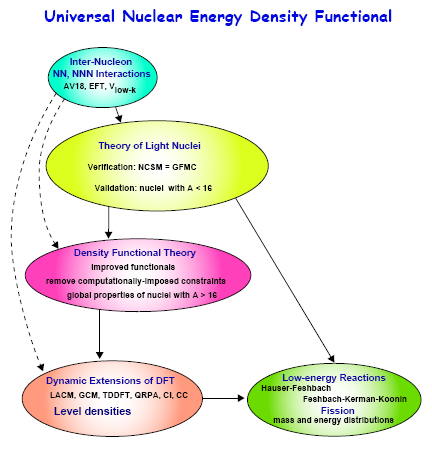 Universal Nuclear Energy Density Functional
Inter-Nucleon
NN, NNN Interactions
AV18, EFT, Vlow-k
Theory of Light Nuclei
Verification: NCSM = GFMC
Validation: nuclei with A < 16
Density Functional Theory
improved functionals
remove computationally-imposed constraints
global properties of nuclei with A > 16
Dynamic Extensions of DFT
LACM, GCM, TDDFT, QRPA, CI, CC
Level densities
Low-energy Reactions
Hauser-Feshbach
Feshbach-Kerman-Koonin
Fission
mass and energy distributions